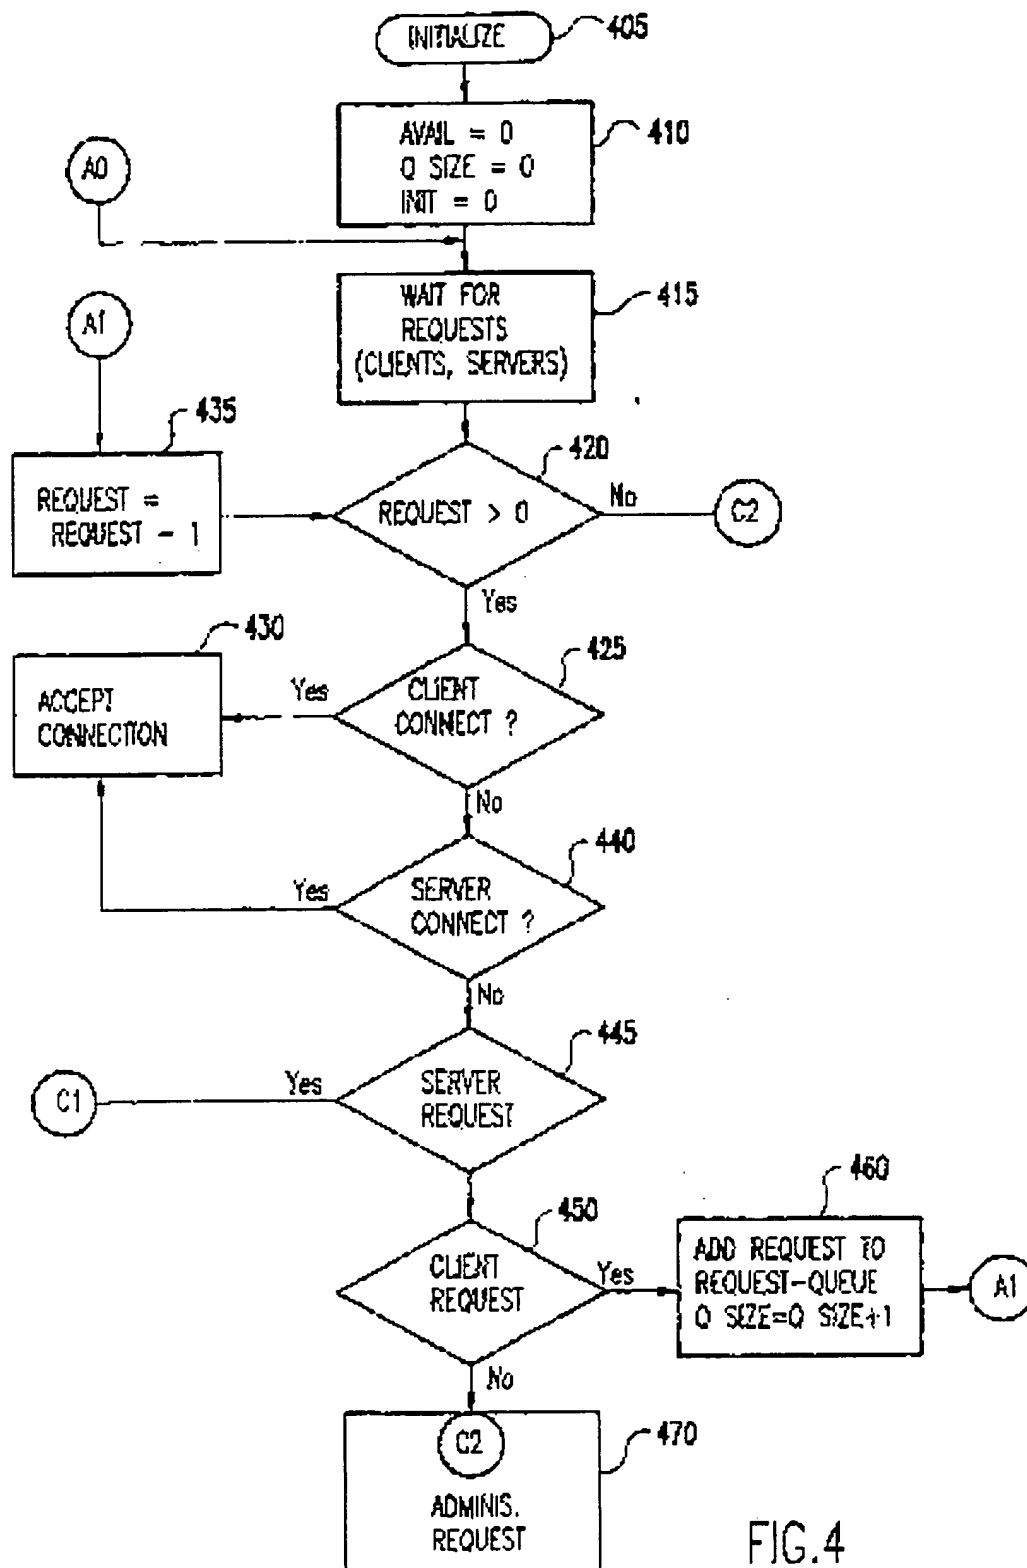 INITIALIZE
405
AVAIL = 0
Q SIZE = 0
INIT = 0
410
A0
WAIT FOR
REQUESTS
(CLIENTS, SERVERS)
415
A1
435
REQUEST =
REQUEST - 1
REQUEST > 0
420
No
C2
Yes
430
ACCEPT
CONNECTION
Yes
CLIENT
CONNECT ?
425
No
Yes
SERVER
CONNECT ?
440
No
C1
Yes
SERVER
REQUEST
445
CLIENT
REQUEST
450
Yes
460
ADD REQUEST TO
REQUEST-QUEUE
Q SIZE=Q SIZE+1
A1
No
C2
ADMINIS.
REQUEST
470
FIG.4